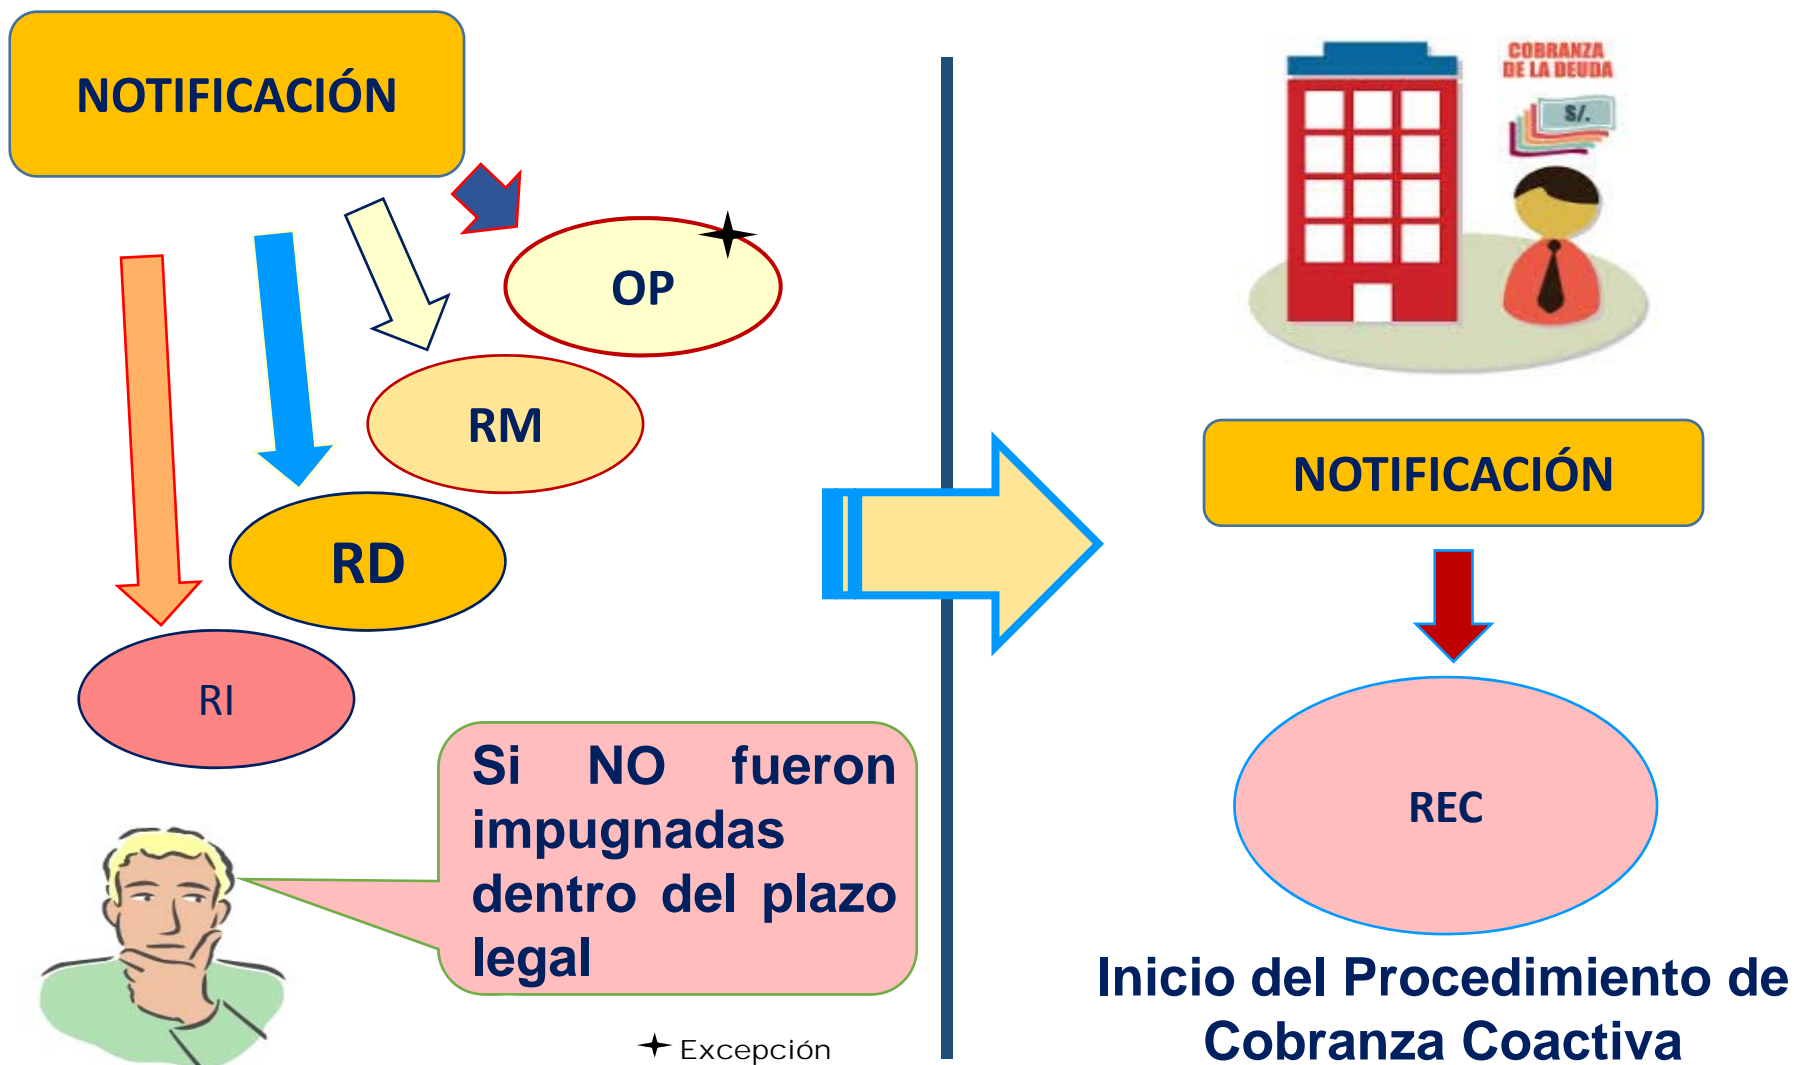 NOTIFICACIÓN
OP
RM
RD
RI
Si NO fueron
impugnadas
dentro del plazo
legal
Excepción
COBRANZA
DE LA DEUDA
S/.
NOTIFICACIÓN
REC
Inicio del Procedimiento de
Cobranza Coactiva